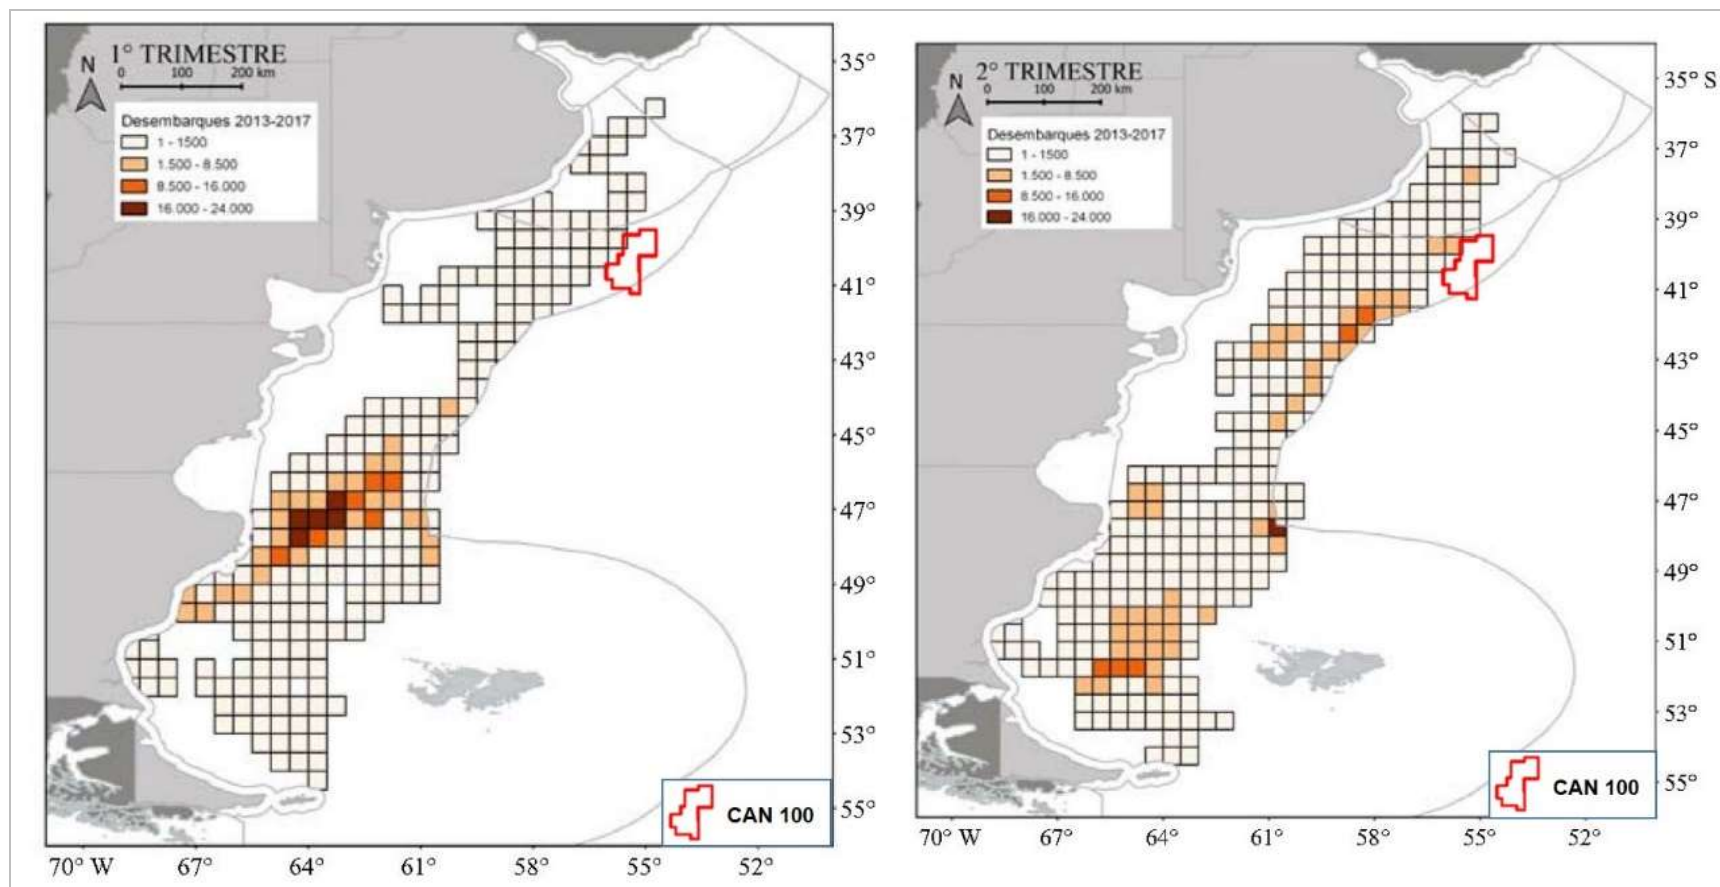 1° TRIMESTRE
N
0 100 200 km
Desembarques 2013-2017
1 - 1500
1.500 - 8.500
8.500 - 16.000
16.000 - 24.000
35°
37°
39°
41°
43°
45°
47°
49°
51°
53°
55°
CAN 100
70° W 67° 64° 61° 58° 55° 52°
2° TRIMESTRE
N
0 100 200 km
Desembarques 2013-2017
1 - 1500
1.500 - 8.500
8.500 - 16.000
16.000 - 24.000
35° S
37°
39°
41°
43°
45°
47°
49°
51°
53°
55°
CAN 100
70° W 67° 64° 61° 58° 55° 52°